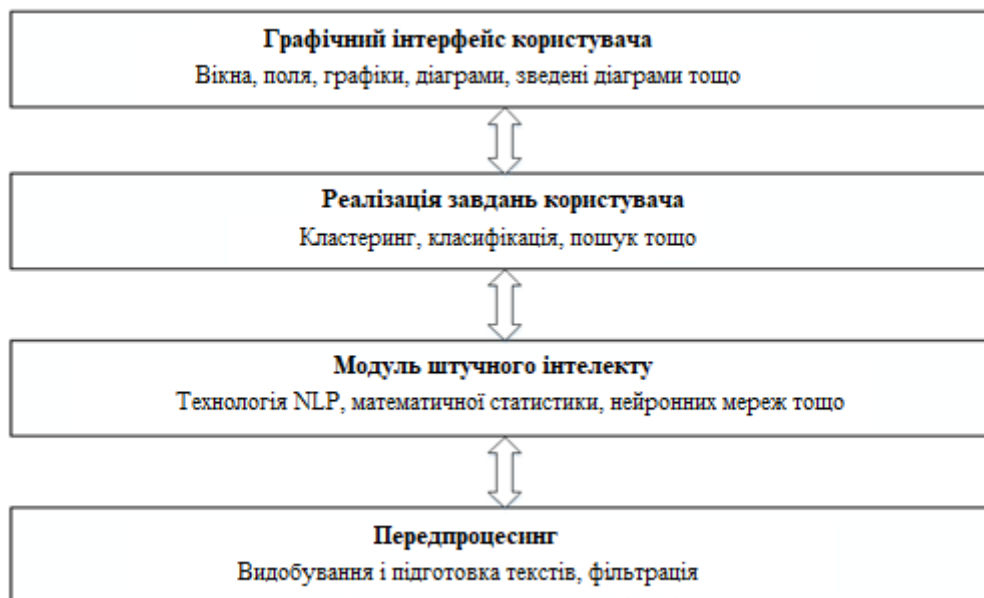 Графічний інтерфейс користувача
Вікна, поля, графіки, діаграми, зведені діаграми тощо
Реалізація завдань користувача
Кластеринг, класифікація, пошук тощо
Модуль штучного інтелекту
Технологія NLP, математичної статистики, нейронних мереж тощо
Передпроцесинг
Видобування і підготовка текстів, фільтрація